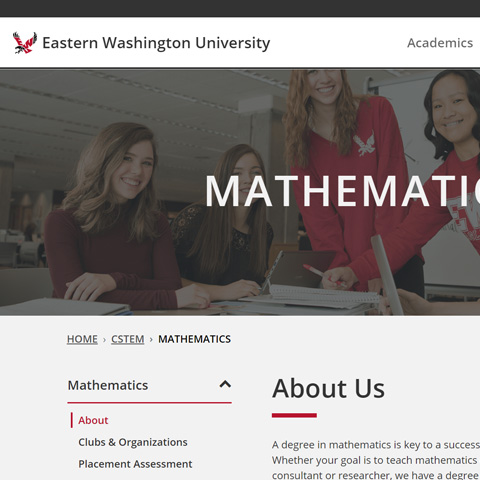 Eastern Washington University
Academics
MATHEMATIC
HOME › CSTEM › MATHEMATICS
Mathematics
About
Clubs & Organizations
Placement Assessment
About Us
A degree in mathematics is key to a success
Whether your goal is to teach mathematics
consultant or researcher, we have a degree